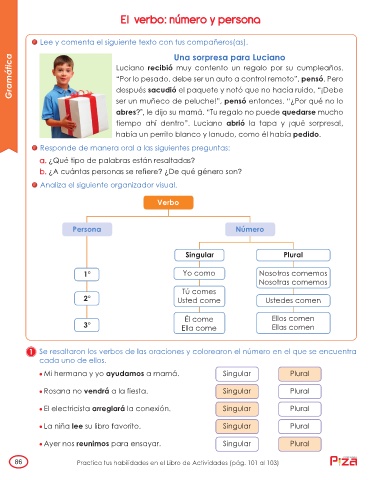 El verbo: número y persona
Gramática
Lee y comenta el siguiente texto con tus compañeros(as).
Una sorpresa para Luciano
Luciano recibió muy contento un regalo por su cumpleaños.
“Por lo pesado, debe ser un auto a control remoto”, pensó. Pero
después sacudió el paquete y notó que no hacía ruido. “¡Debe
ser un muñeco de peluche!”, pensó entonces. “¿Por qué no lo
abres?”, le dijo su mamá. “Tu regalo no puede quedarse mucho
tiempo ahí dentro”. Luciano abrió la tapa y ¡qué sorpresa!,
había un perrito blanco y lanudo, como él había pedido.
Responde de manera oral a las siguientes preguntas:
a. ¿Qué tipo de palabras están resaltadas?
b. ¿A cuántas personas se refiere? ¿De qué género son?
Analiza el siguiente organizador visual.
Verbo
Persona Número
Singular Plural
1ª Yo como Nosotros comemos
Nosotras comemos
2ª Tú comes
Usted come Ustedes comen
3ª Él come Ellos comen
Ella come Ellas comen
1 Se resaltaron los verbos de las oraciones y colorearon el número en el que se encuentra
cada uno de ellos.
Mi hermana y yo ayudamos a mamá. Singular Plural
Rosana no vendrá a la fiesta. Singular Plural
El electricista arreglará la conexión. Singular Plural
La niña lee su libro favorito. Singular Plural
Ayer nos reunimos para ensayar. Singular Plural
86 Practica tus habilidades en el Libro de Actividades (pág. 101 al 103)